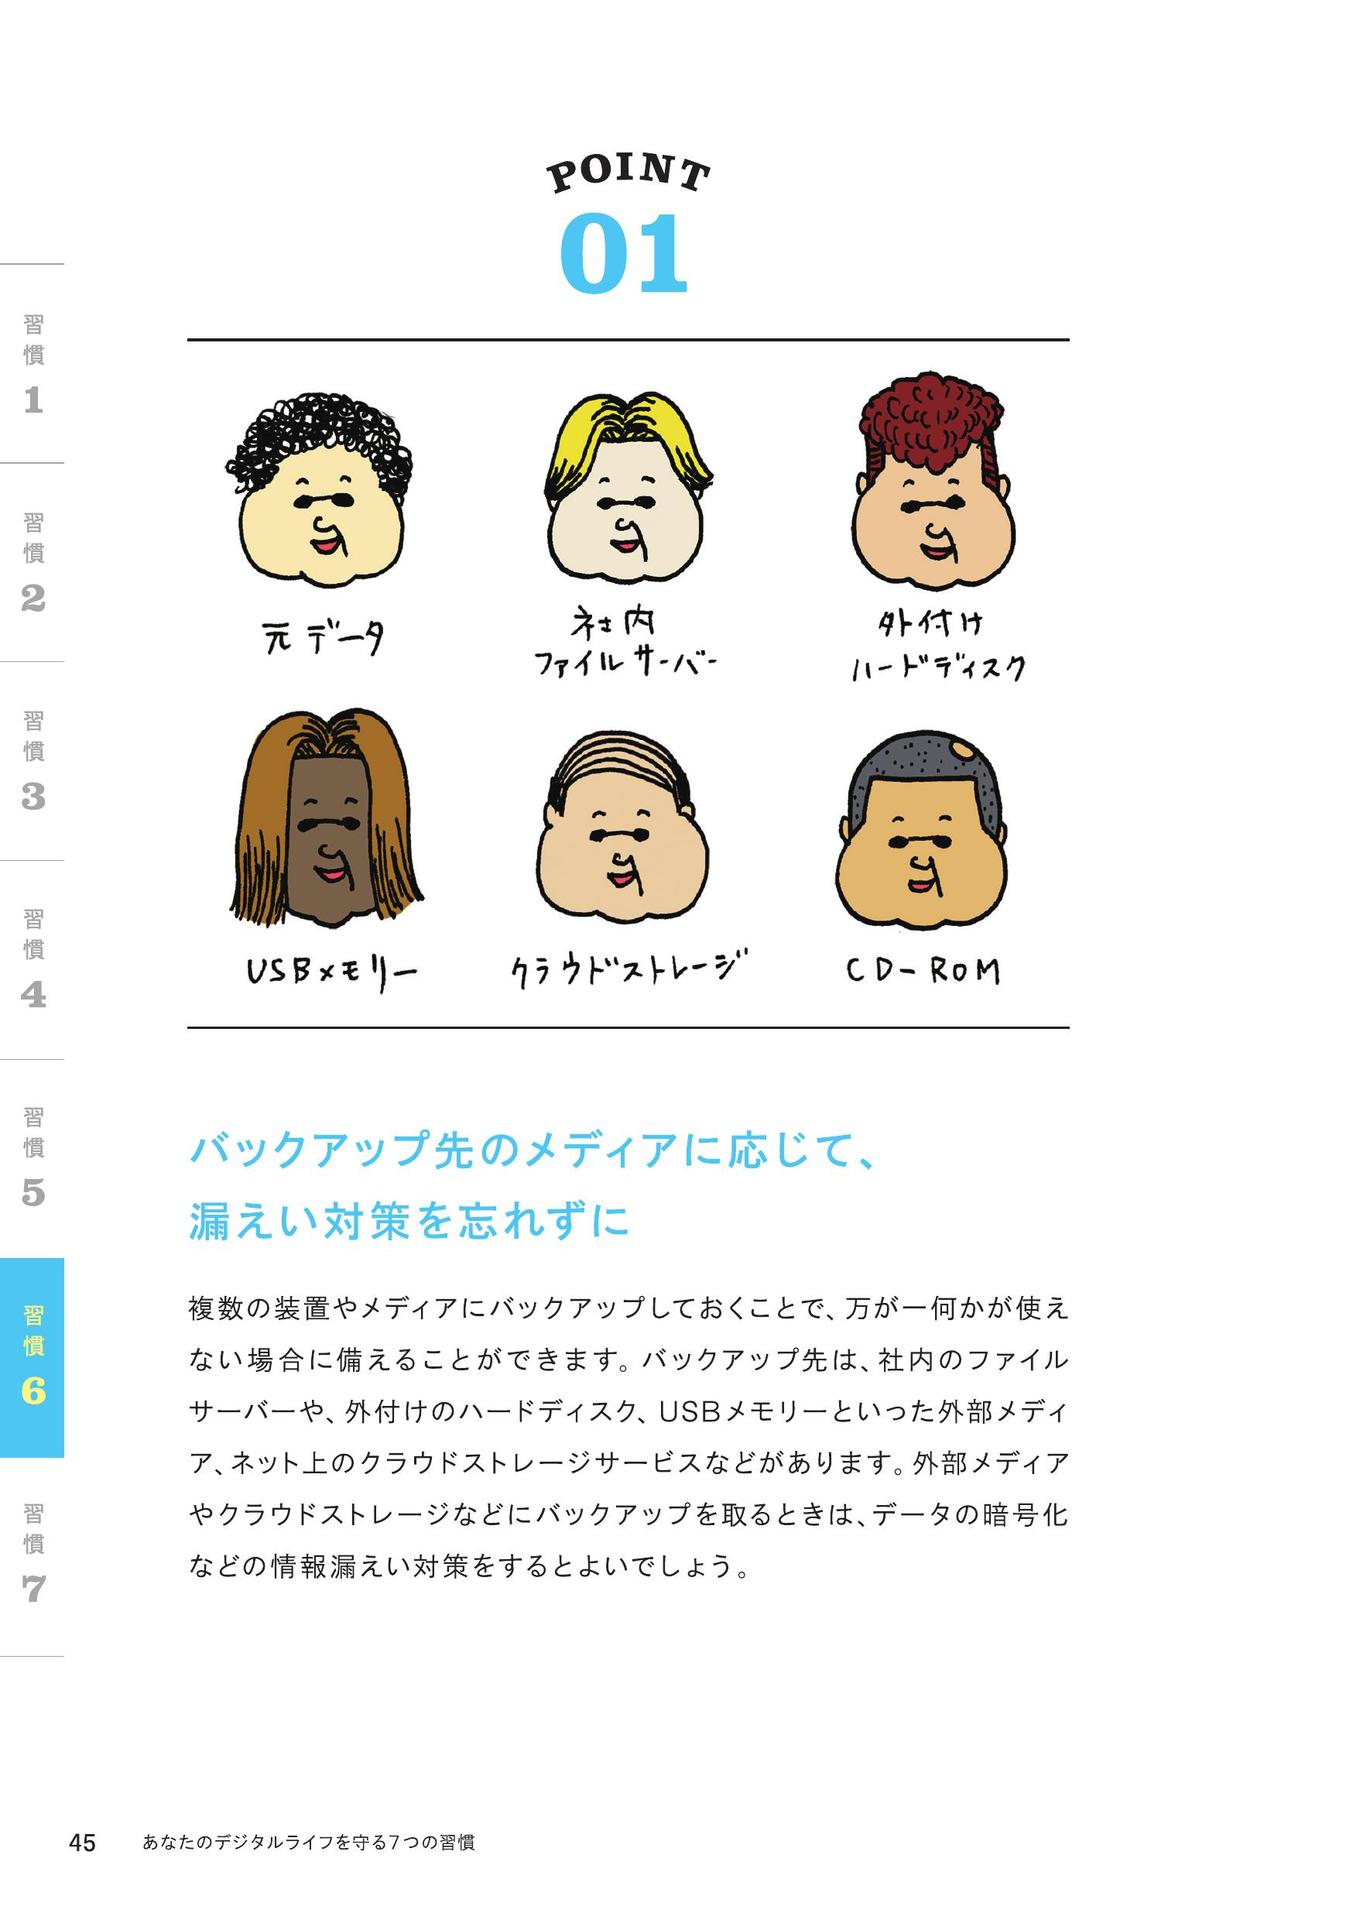 POINT
01
元データ
社内
ファイルサーバー
外付け
ハードディスク
USBメモリー
クラウドストレージ
CD-ROM
バックアップ先のメディアに応じて、
漏えい対策を忘れずに
複数の装置やメディアにバックアップしておくことで、万が一何かが使え
ない場合に備えることができます。バックアップ先は、社内のファイル
サーバーや、外付けのハードディスク、USBメモリーといった外部メディ
ア、ネット上のクラウドストレージサービスなどがあります。外部メディア
やクラウドストレージなどにバックアップを取るときは、データの暗号化
などの情報漏えい対策をするとよいでしょう。
習慣1
習慣2
習慣3
習慣4
習慣5
習慣6
習慣7
45 あなたのデジタルライフを守る7つの習慣